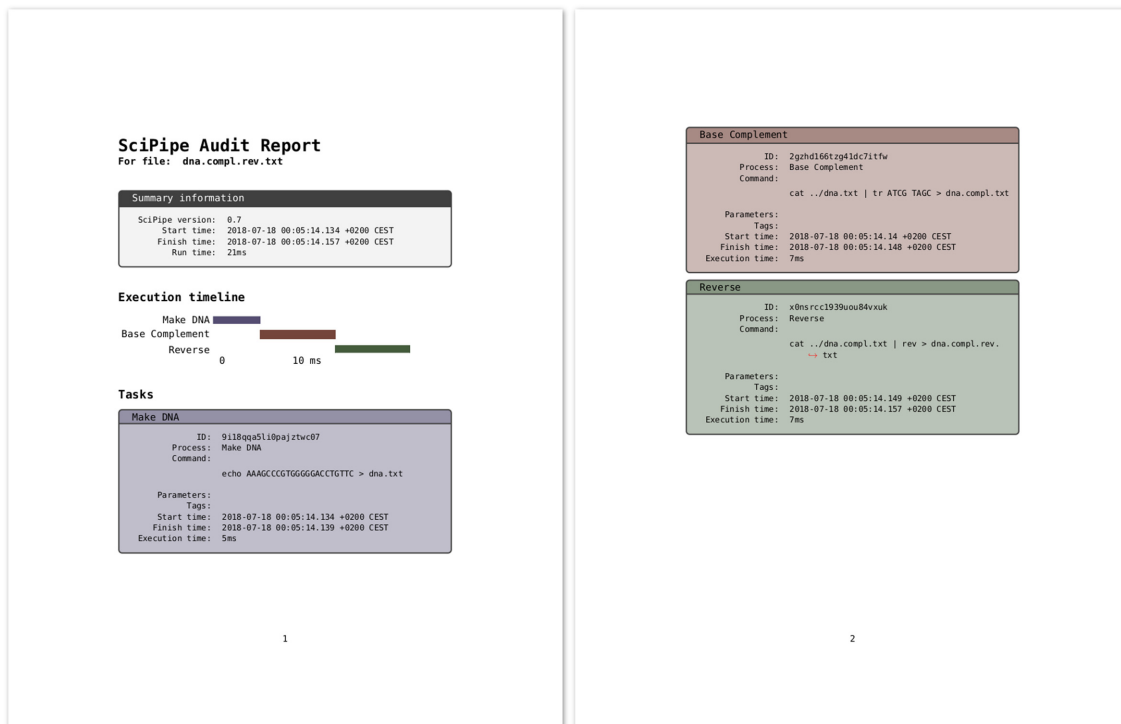 SciPipe Audit Report
For file: dna.compl.rev.txt
Summary information
SciPipe version: 0.7
Start time: 2018-07-18 00:05:14.134 +0200 CEST
Finish time: 2018-07-18 00:05:14.157 +0200 CEST
Run time: 21ms
Execution timeline
Make DNA
Base Complement
Reverse
0 10 ms
Tasks
Make DNA
ID: 9i18qqa5li0pajztwc07
Process: Make DNA
Command:
echo AAAGCCCGTGGGGGACCTGTTC > dna.txt
Parameters:
Tags:
Start time: 2018-07-18 00:05:14.134 +0200 CEST
Finish time: 2018-07-18 00:05:14.139 +0200 CEST
Execution time: 5ms
1
Base Complement
ID: 2gzhd166tzg41dc7itfw
Process: Base Complement
Command:
cat ../dna.txt | tr ATCG TAGC > dna.compl.txt
Parameters:
Tags:
Start time: 2018-07-18 00:05:14.14 +0200 CEST
Finish time: 2018-07-18 00:05:14.148 +0200 CEST
Execution time: 7ms
Reverse
ID: x0nsrcc1939uou84vxuk
Process: Reverse
Command:
cat ../dna.compl.txt | rev > dna.compl.rev.
↪ txt
Parameters:
Tags:
Start time: 2018-07-18 00:05:14.149 +0200 CEST
Finish time: 2018-07-18 00:05:14.157 +0200 CEST
Execution time: 7ms
2